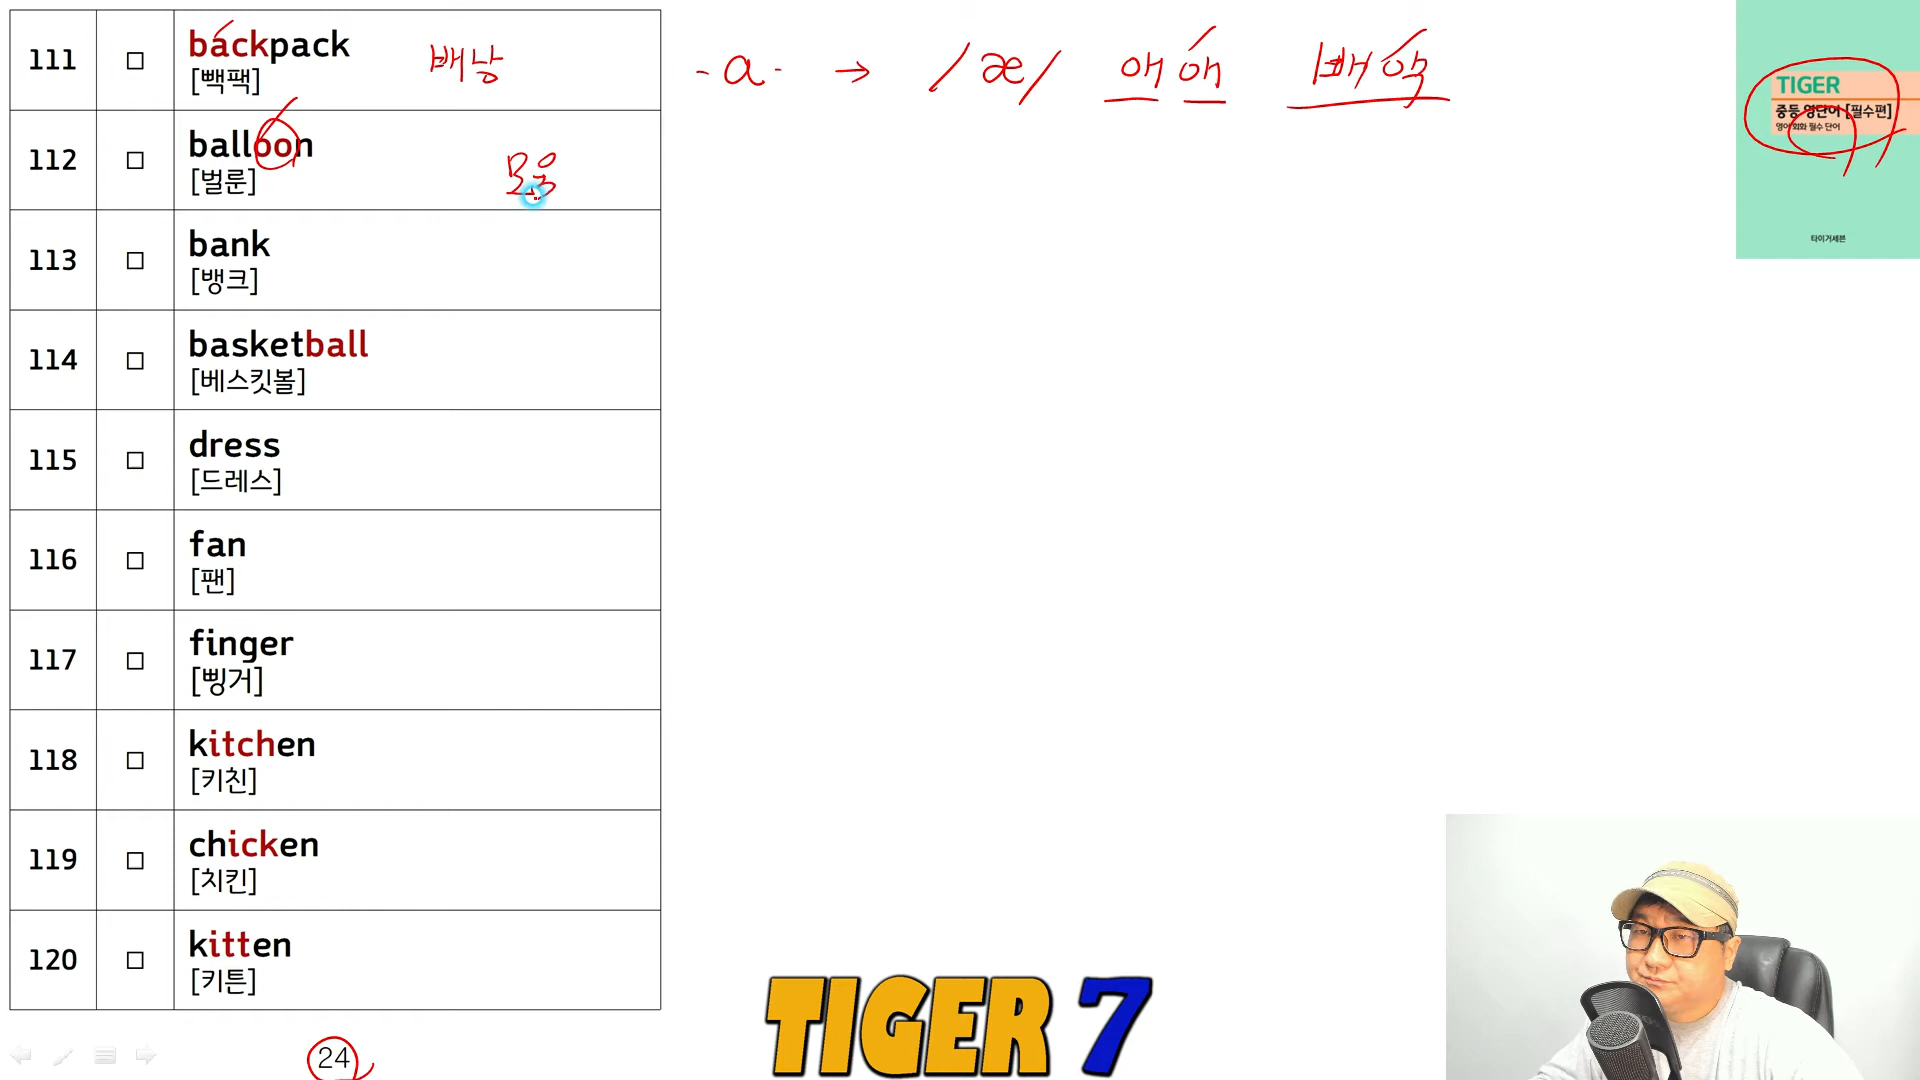 111 □ backpack 배낭
[빽팩]
- a - → /æ/ 애애 빼액
112 □ balloon
[벌룬] 모음
113 □ bank
[뱅크]
114 □ basketball
[베스킷볼]
115 □ dress
[드레스]
116 □ fan
[팬]
117 □ finger
[삥거]
118 □ kitchen
[키친]
119 □ chicken
[치킨]
120 □ kitten
[키튼]
24
TIGER
중등 영단어 [필수편]
영어 회화 필수 단어
타이거세븐
TIGER 7